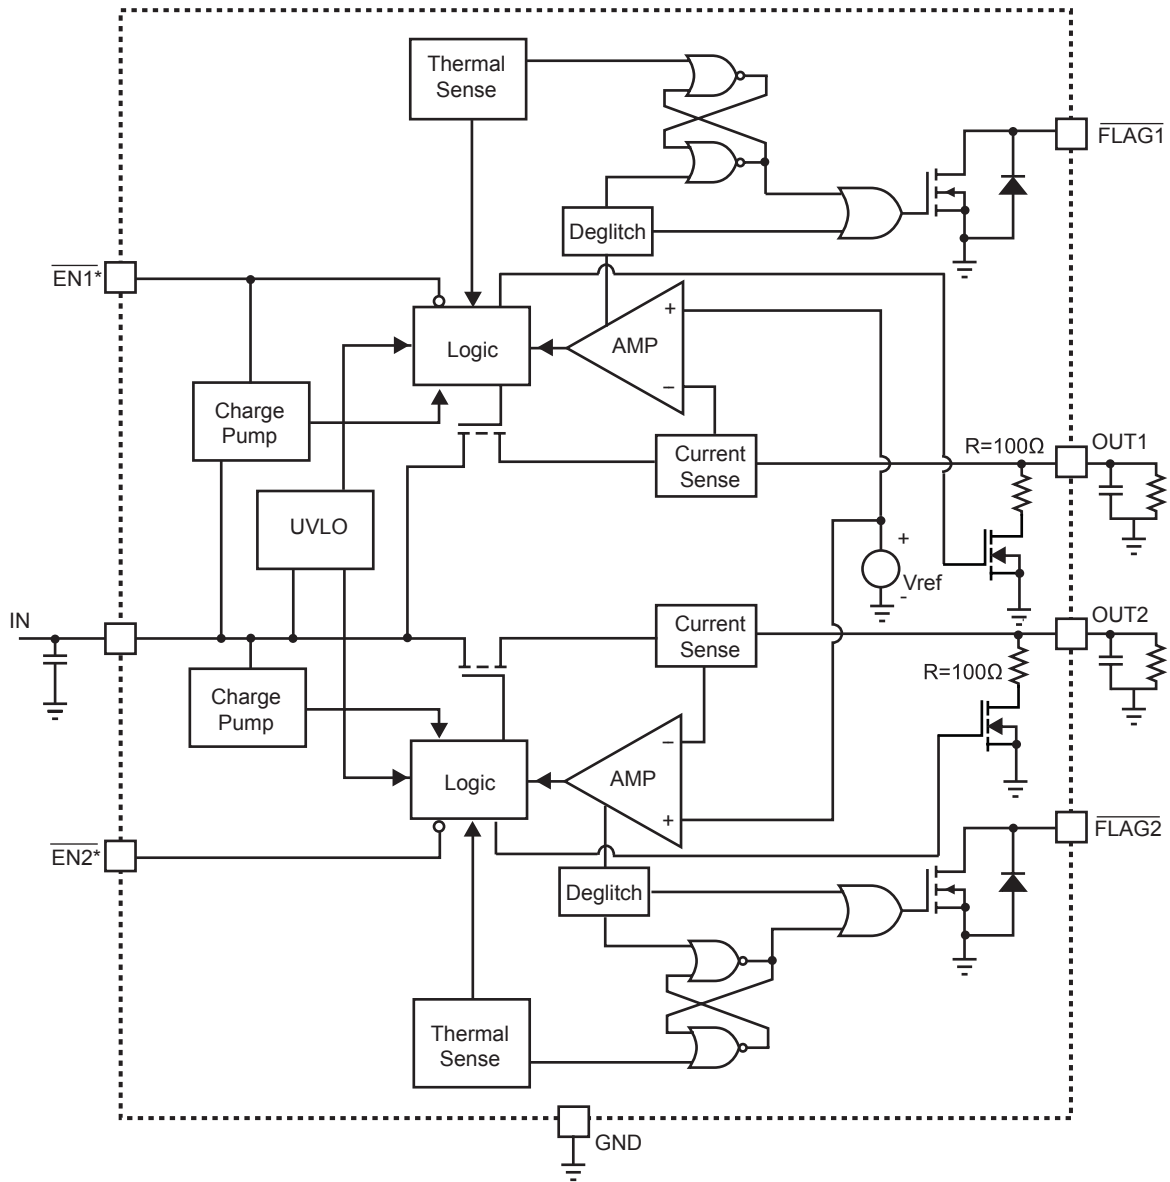 Thermal
Sense
FLAG1
Deglitch
EN1*
+
AMP
Logic
−
Charge
Pump
Current
Sense
R=100Ω
OUT1
UVLO
+
Vref
-
IN
Current
Sense
OUT2
R=100Ω
Charge
Pump
−
AMP
Logic
+
FLAG2
EN2*
Deglitch
Thermal
Sense
GND